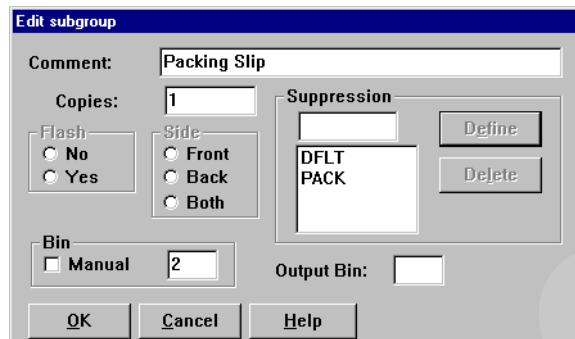 Edit subgroup
Comment: Packing Slip
Copies: 1
Flash
No
Yes
Side
Front
Back
Both
Suppression
Define
DFLT
PACK
Delete
Bin
Manual 2
Output Bin:
OK Cancel Help